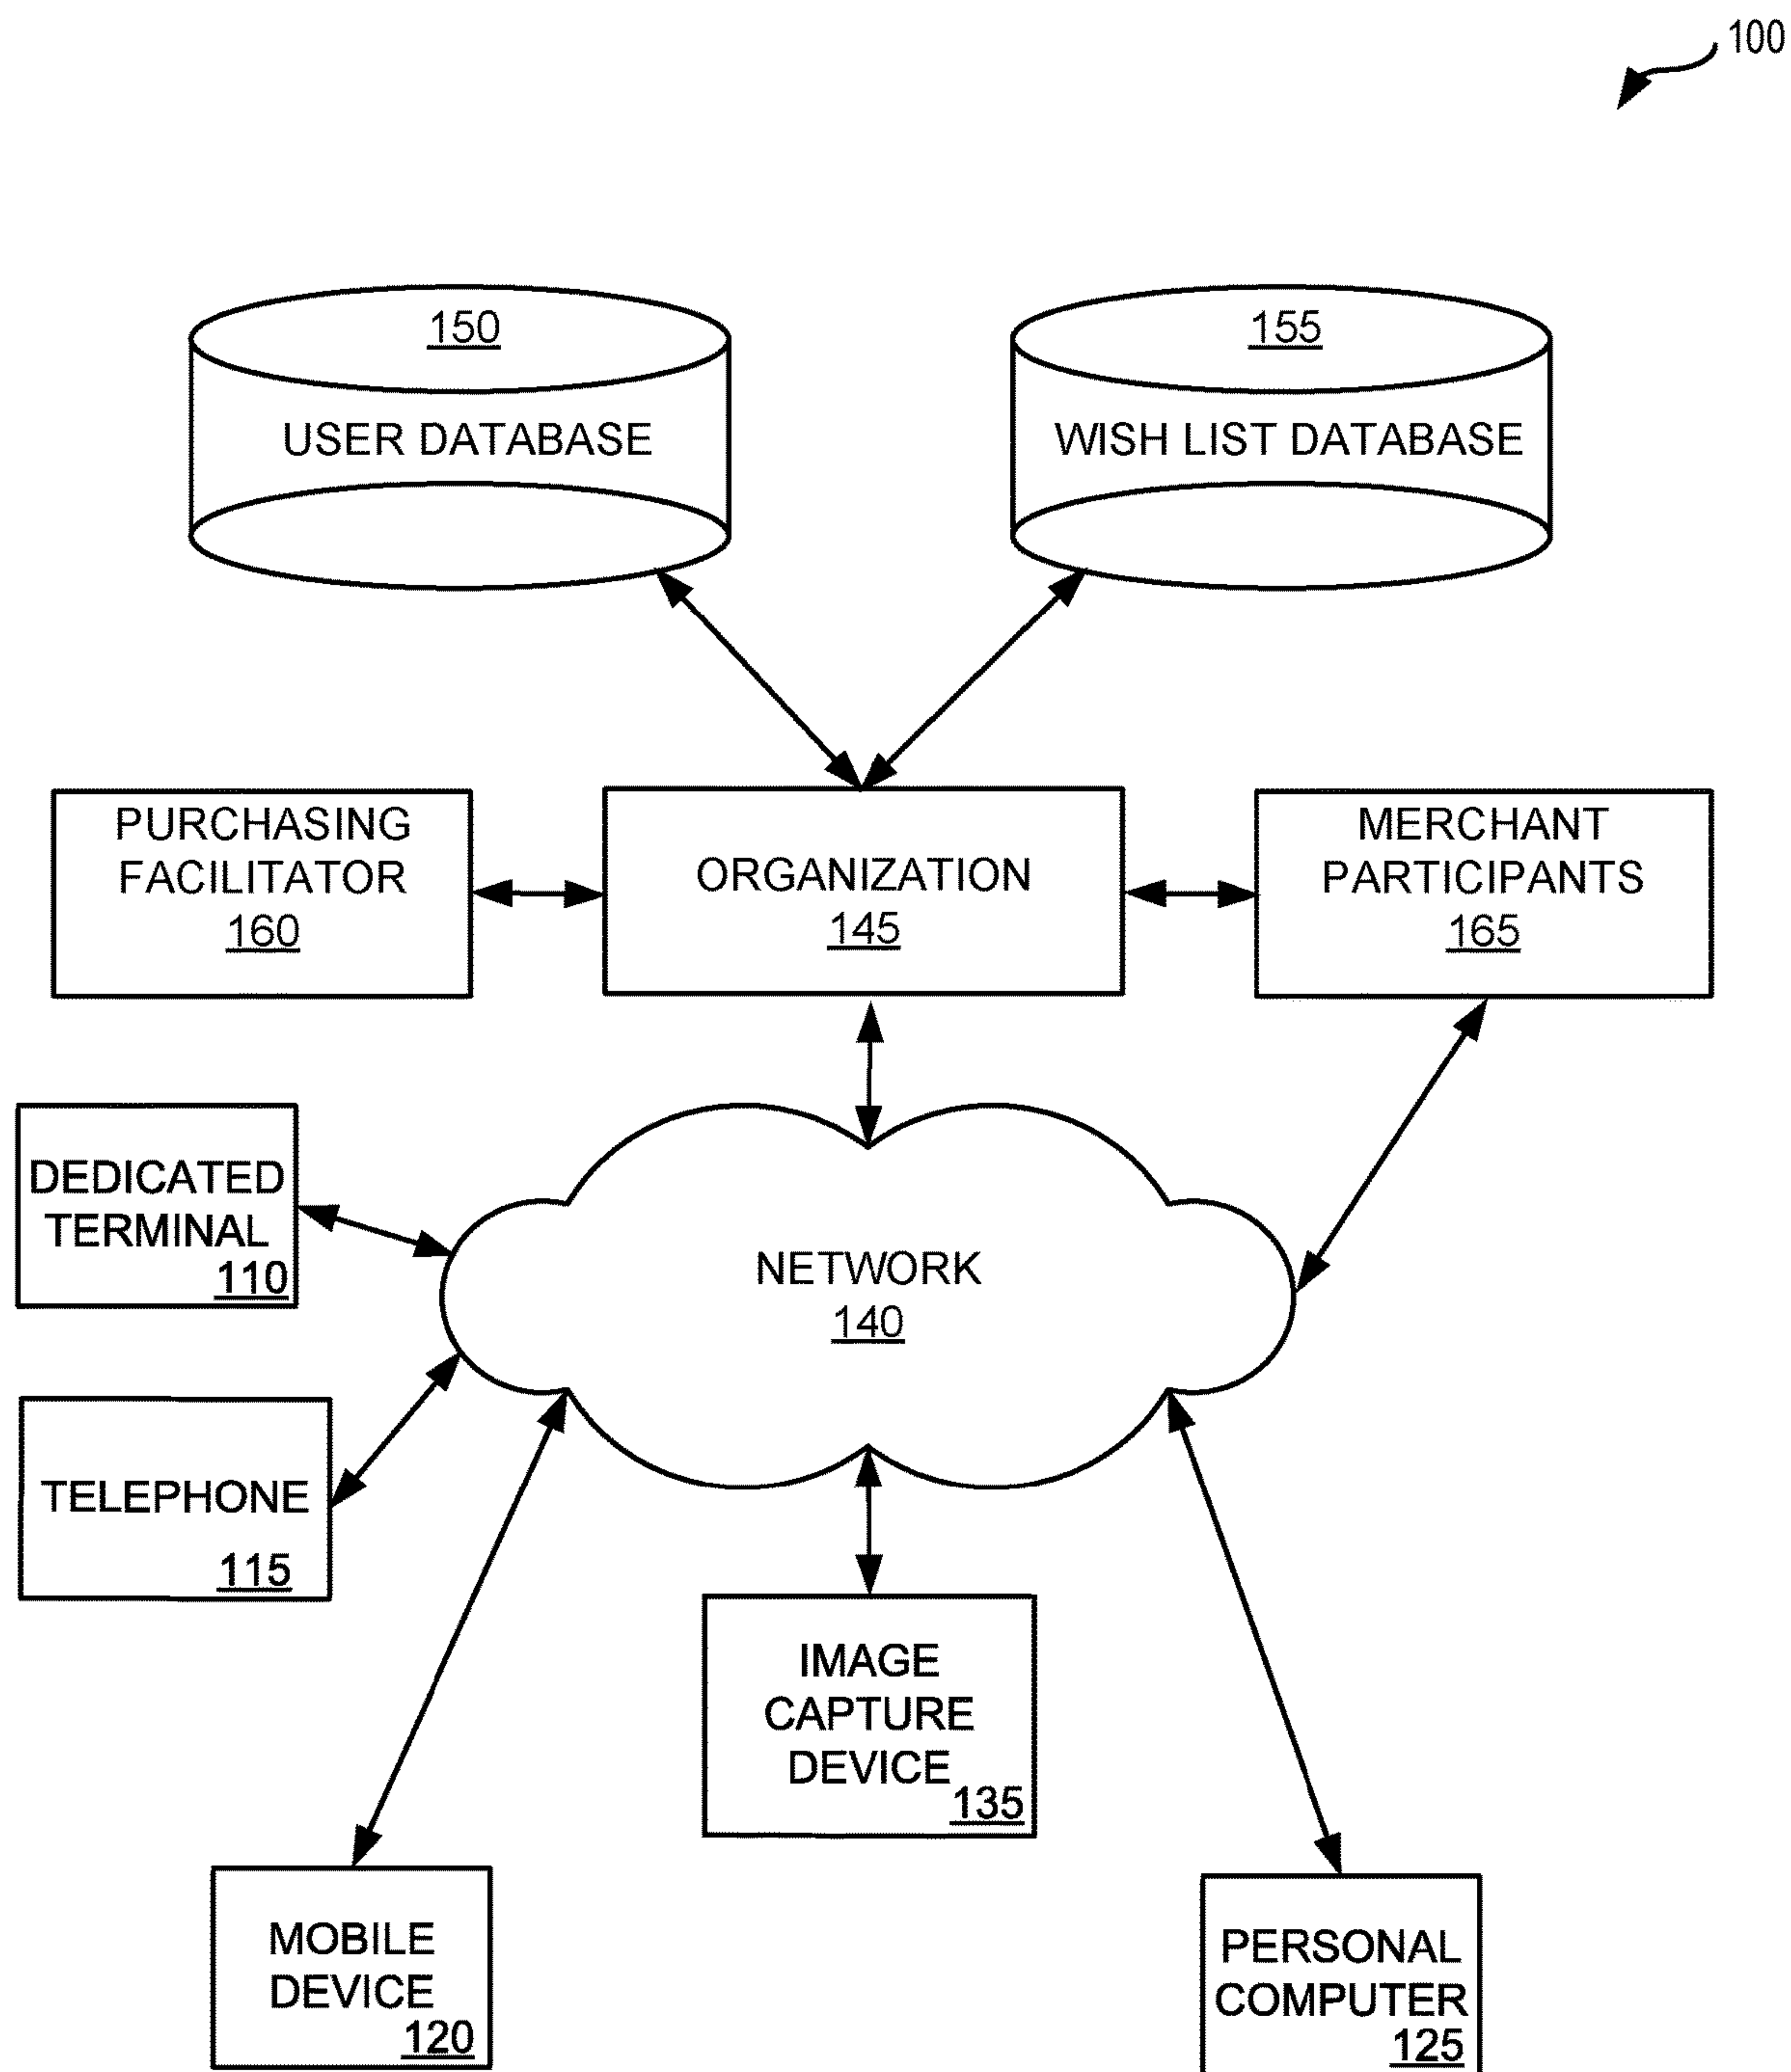 100
150
USER DATABASE
155
WISH LIST DATABASE
PURCHASING
FACILITATOR
160
ORGANIZATION
145
MERCHANT
PARTICIPANTS
165
DEDICATED
TERMINAL
110
NETWORK
140
TELEPHONE
115
IMAGE
CAPTURE
DEVICE
135
MOBILE
DEVICE
120
PERSONAL
COMPUTER
125